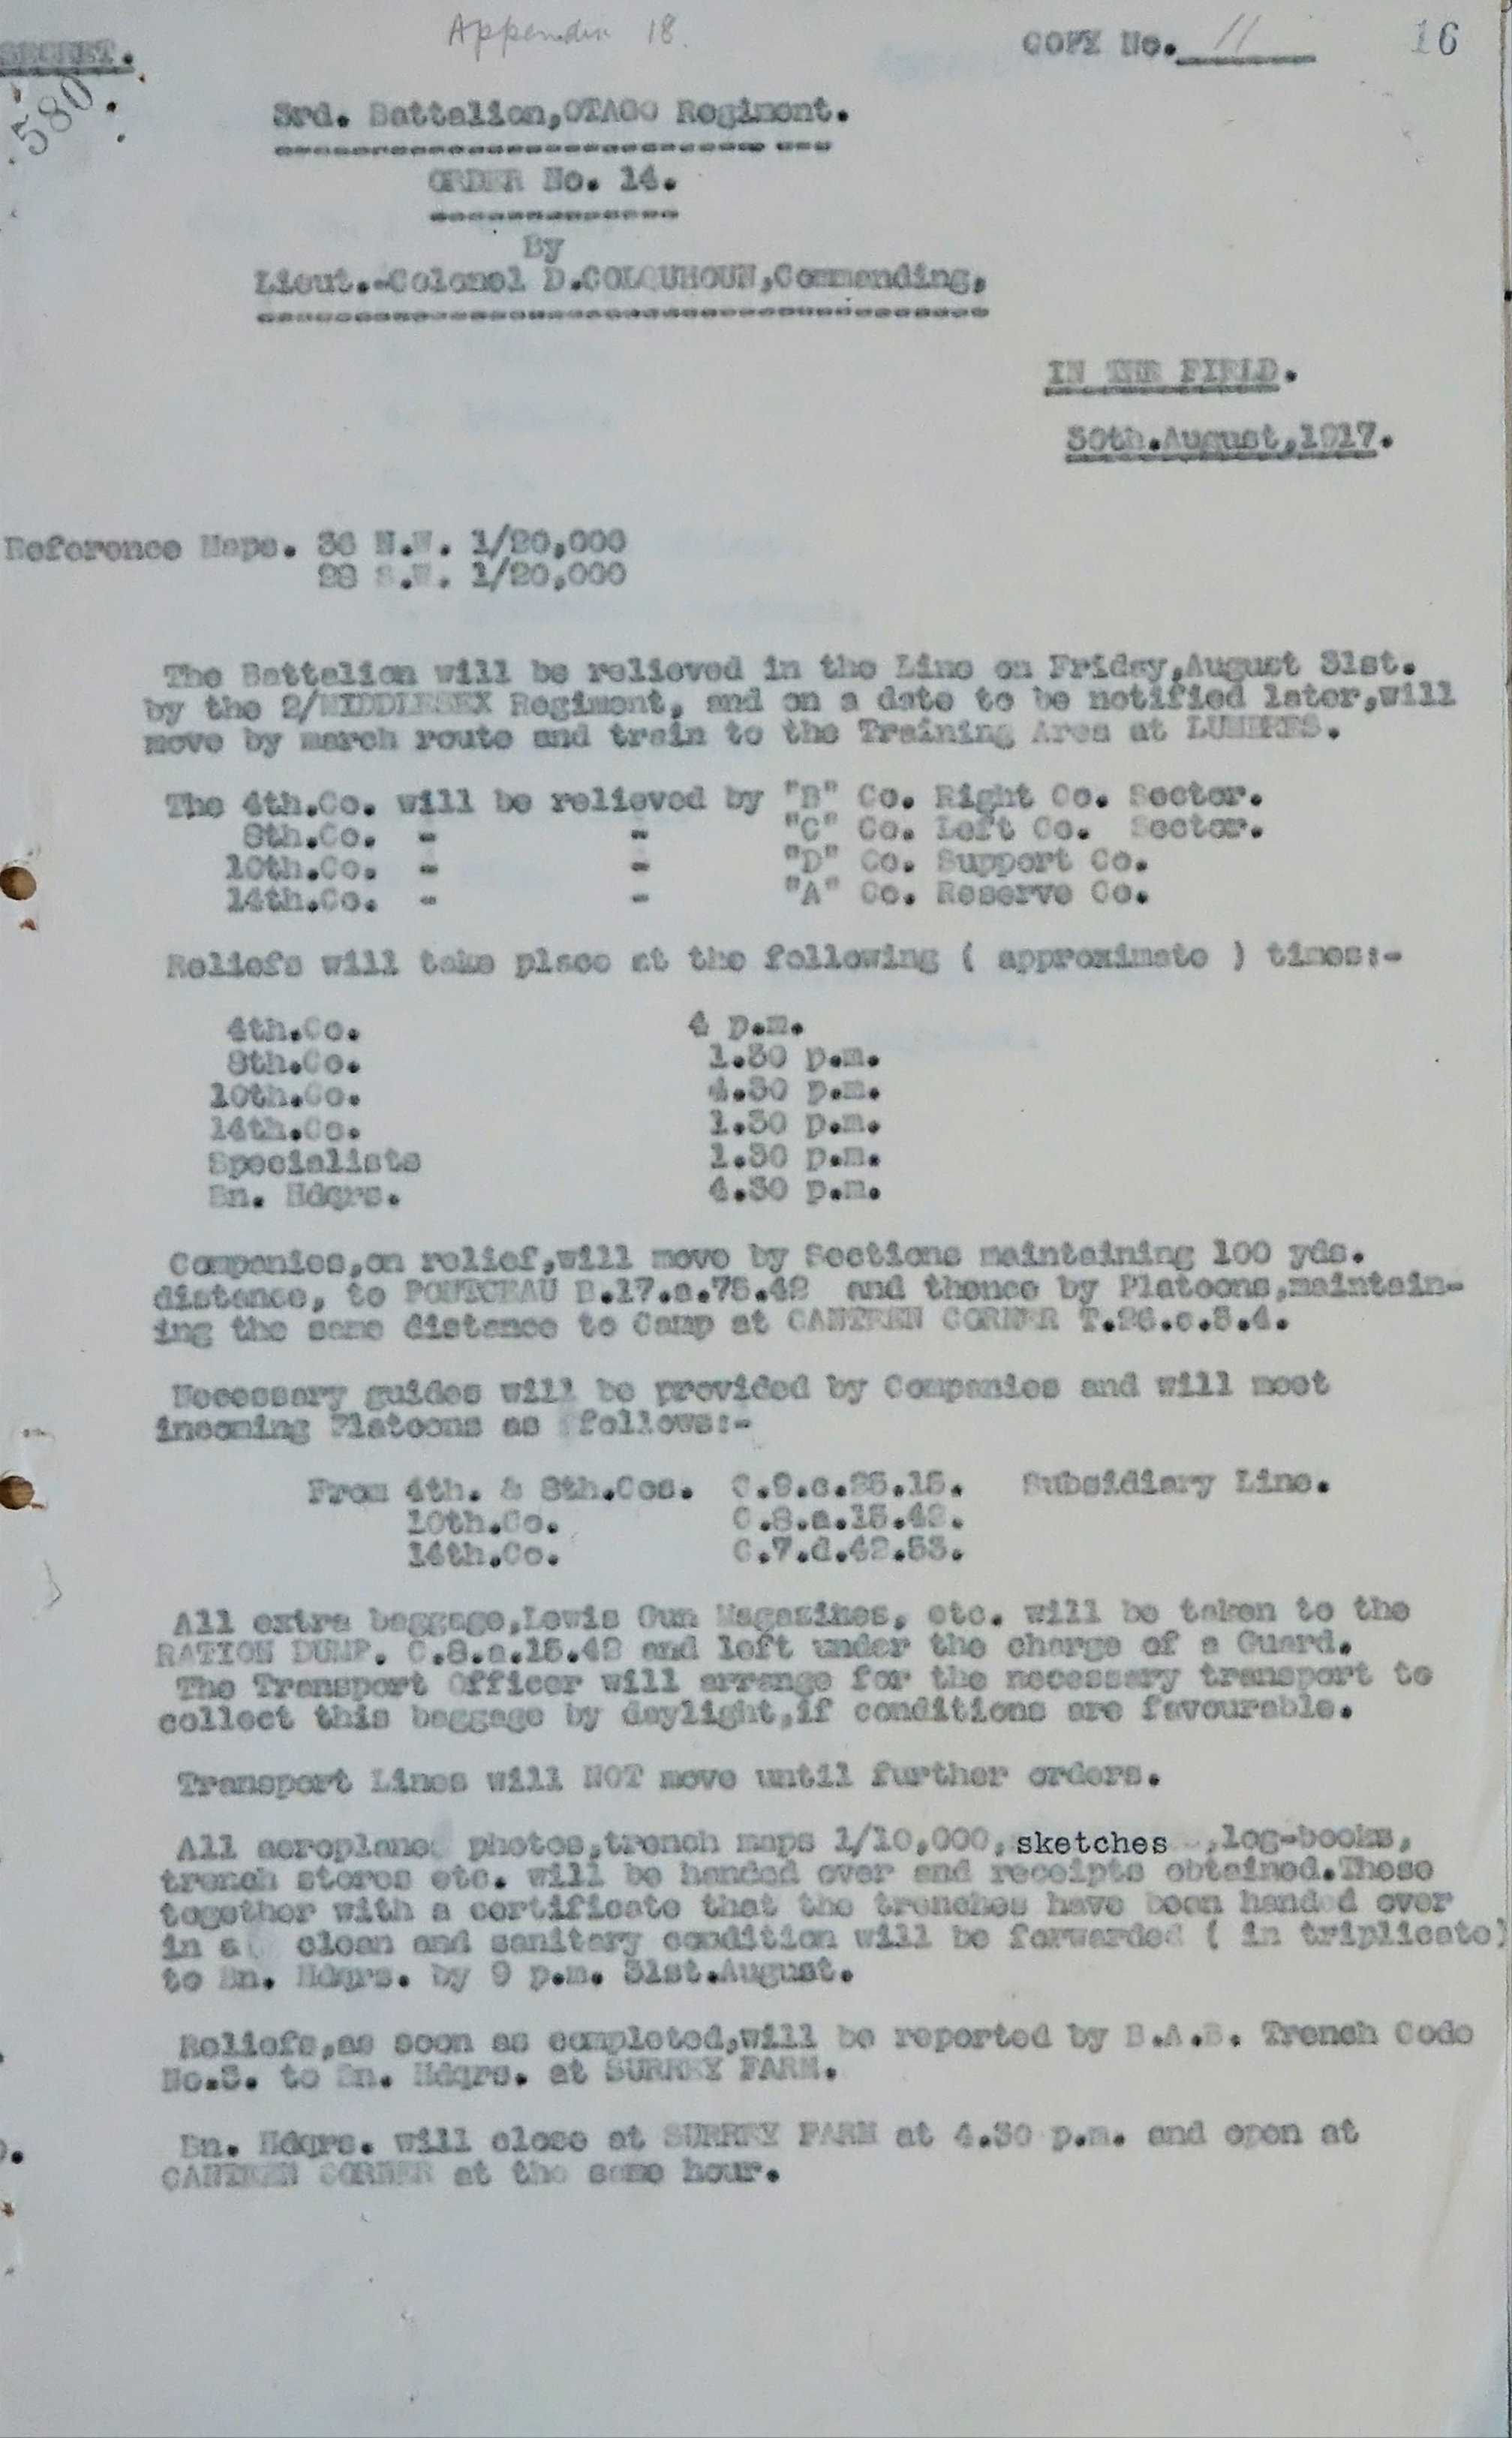 SECRET.
Appendix 18.
COPY No. 11
16
580
3rd. Battalion,OTAGO Regiment.
ORDER No. 14.
By
Lieut.-Colonel D.COLQUHOUN,Commanding,
IN THE FIELD.
30th.August,1917.
Reference Maps. 36 N.W. 1/20,000
28 S.W. 1/20,000
The Battalion will be relieved in the Line on Friday,August 31st.
by the 2/MIDDLESEX Regiment, and on a date to be notified later,will
move by march route and train to the Training Area at LUMBRES.
The 4th.Co. will be relieved by "B" Co. Right Co. Sector.
8th.Co. - - "C" Co. Left Co. Sector.
10th.Co. - - "D" Co. Support Co.
14th.Co. - - "A" Co. Reserve Co.
Reliefs will take place at the following ( approximate ) times:-
4th.Co. 4 p.m.
8th.Co. 1.30 p.m.
10th.Co. 4.30 p.m.
14th.Co. 1.30 p.m.
Specialists 1.30 p.m.
Bn. Hdqrs. 4.30 p.m.
Companies,on relief,will move by Sections maintaining 100 yds.
distance, to PONTCEAU B.17.a.75.42 and thence by Platoons,maintain-
ing the same distance to Camp at CANTEEN CORNER T.26.c.3.4.
Necessary guides will be provided by Companies and will meet
incoming Platoons as follows:-
From 4th. & 8th.Cos. C.9.c.25.15. Subsidiary Line.
10th.Co. C.8.a.15.42.
14th.Co. C.7.d.42.53.
All extra baggage,Lewis Gun Magazines, etc. will be taken to the
RATION DUMP. C.8.a.15.42 and left under the charge of a Guard.
The Transport Officer will arrange for the necessary transport to
collect this baggage by daylight,if conditions are favourable.
Transport Lines will NOT move until further orders.
All aeroplane photos,trench maps 1/10,000, sketches ,log-books,
trench stores etc. will be handed over and receipts obtained.These
together with a certificate that the trenches have been handed over
in a clean and sanitary condition will be forwarded ( in triplicate)
to Bn. Hdqrs. by 9 p.m. 31st.August.
Reliefs,as soon as completed,will be reported by B.A.B. Trench Code
No.3. to Bn. Hdqrs. at SURREY FARM.
Bn. Hdqrs. will close at SURREY FARM at 4.30 p.m. and open at
CANTEEN CORNER at the same hour.